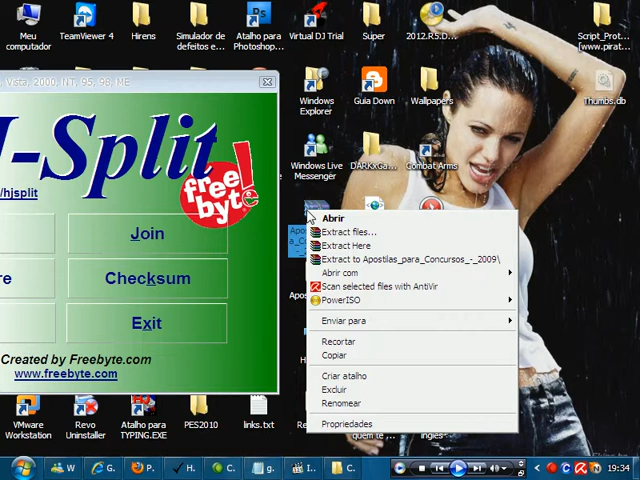 Meu computador
TeamViewer 4
Hirens
Simulador de defeitos e...
Atalho para Photoshop...
Virtual DJ Trial
Super
2012.R5.D...
Script_Prot...
[www.pirat...
Vista, 2000, NT, 95, 98, ME
Windows Explorer
Guia Down
Wallpapers
Thumbs.db
J-Split
free
byte!
/hjsplit
Windows Live Messenger
DARKxGa...
Combat Arms
Join
Checksum
Exit
Abrir
Extract files...
Extract Here
Extract to Apostilas_para_Concursos_-_2009\
Abrir com
Scan selected files with AntiVir
PowerISO
Enviar para
Recortar
Copiar
Criar atalho
Excluir
Renomear
Propriedades
Created by Freebyte.com
www.freebyte.com
VMware Workstation
Revo Uninstaller
Atalho para TYPING.EXE
PES2010
links.txt
W
G.
P..
H.
C.
g.
I..
C.
19:34